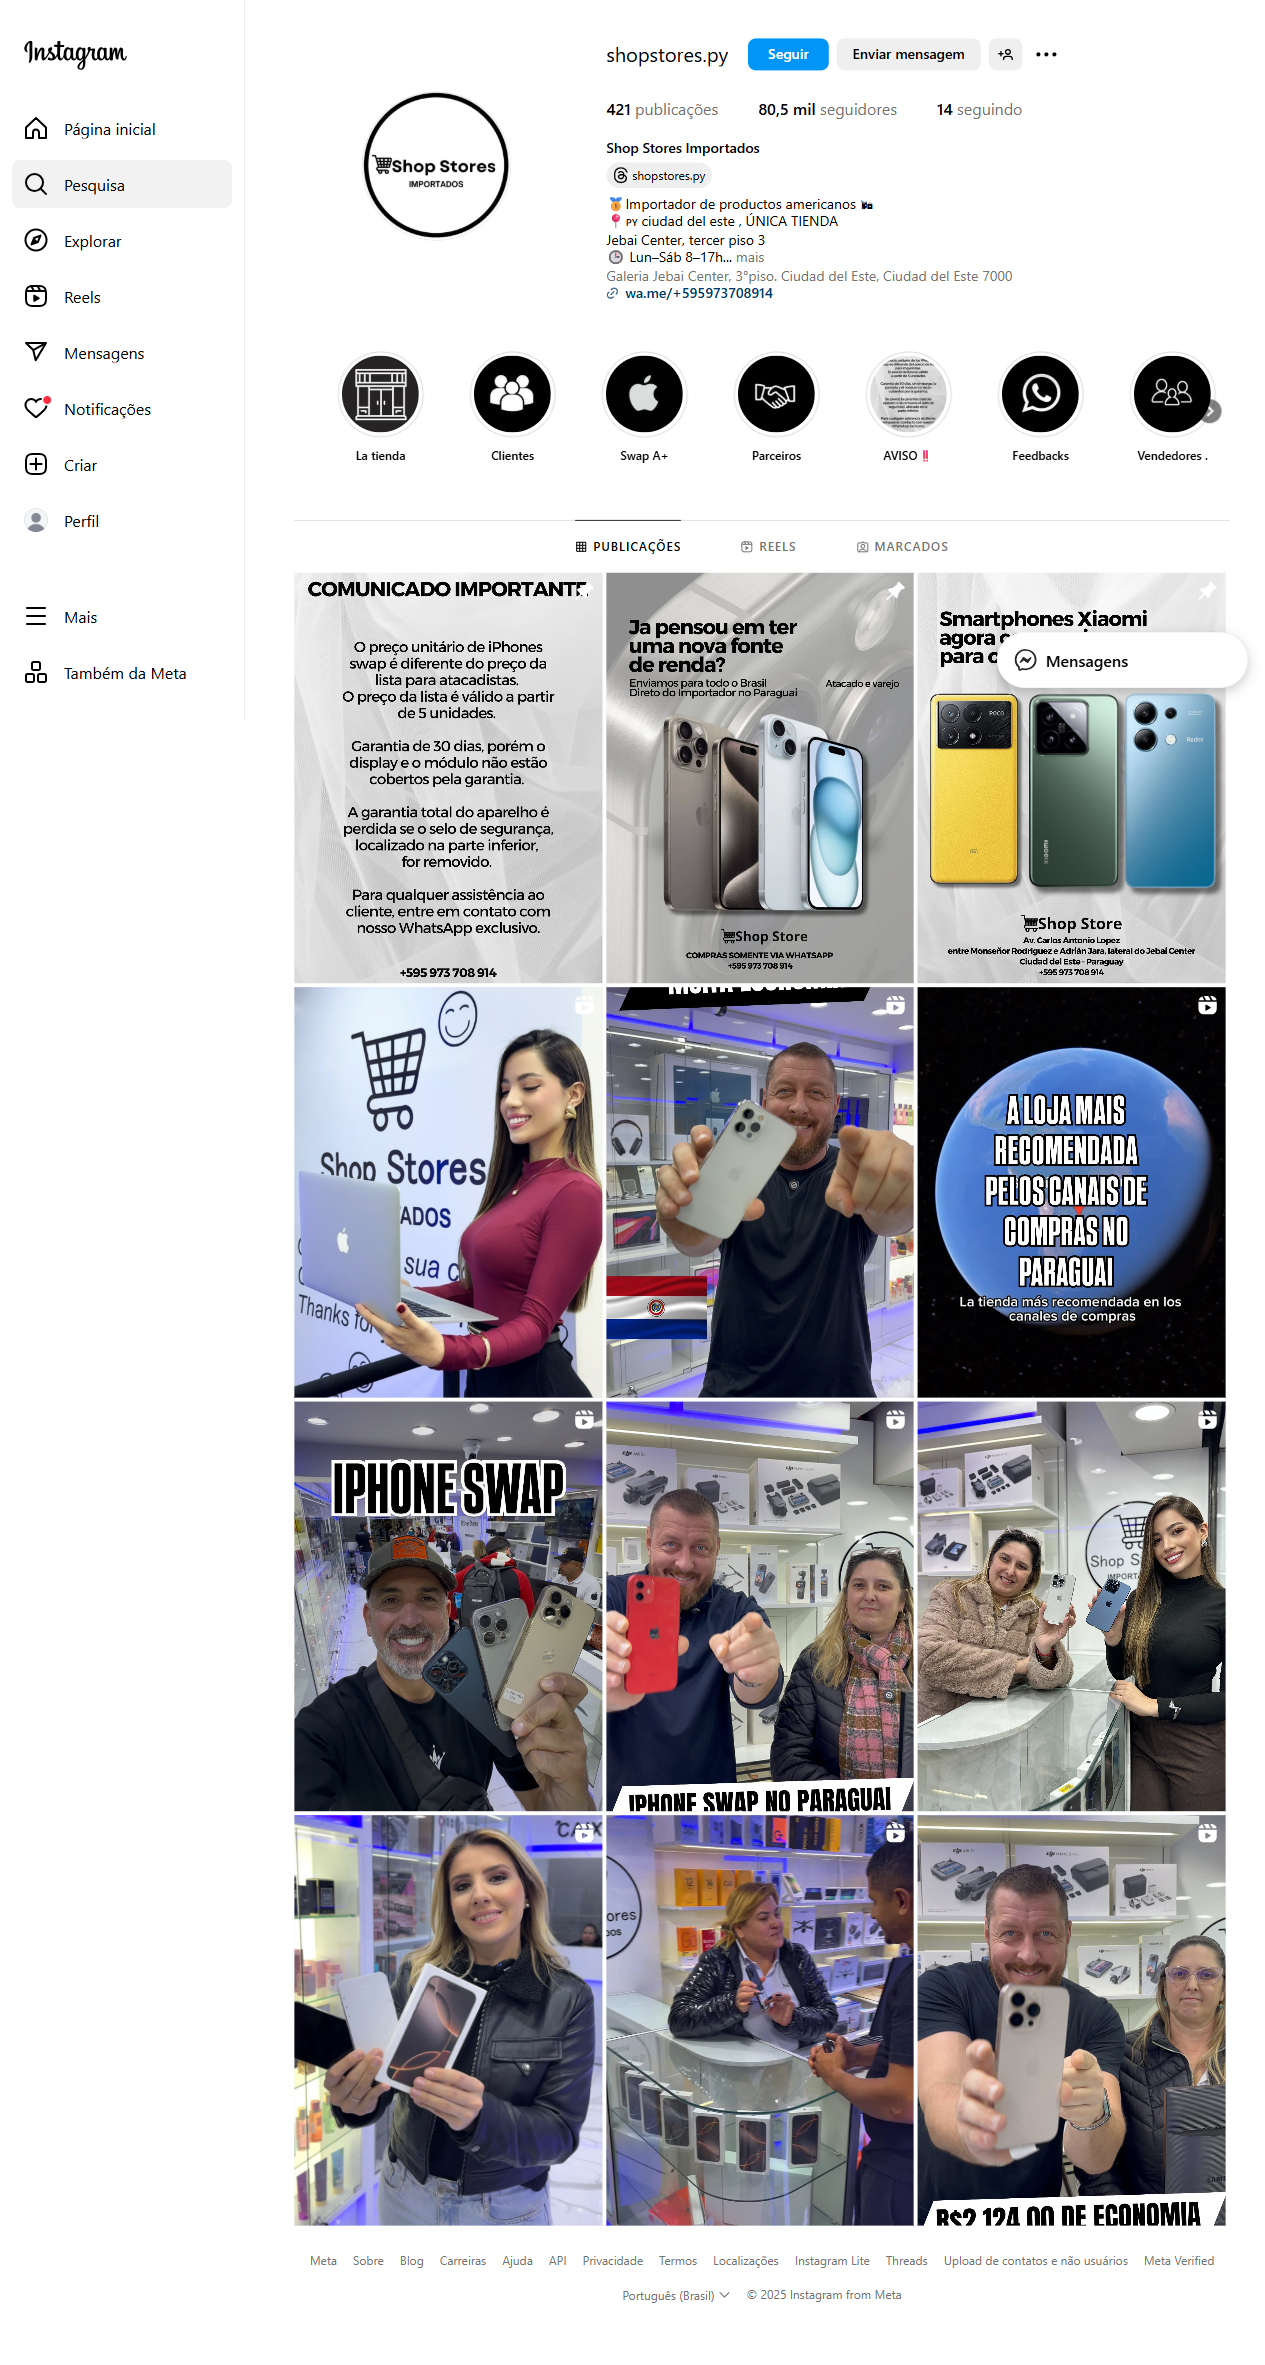 Instagram
Página inicial
Pesquisa
Explorar
Reels
Mensagens
Notificações
Criar
Perfil
Mais
Também da Meta
shopstores.py
Seguir
Enviar mensagem
421 publicações
80,5 mil seguidores
14 seguindo
Shop Stores
IMPORTADOS
Shop Stores Importados
shopstores.py
Importador de productos americanos
PY ciudad del este , ÚNICA TIENDA
Jebai Center, tercer piso 3
Lun–Sáb 8–17h... mais
Galeria Jebai Center, 3°piso. Ciudad del Este, Ciudad del Este 7000
wa.me/+595973708914
La tienda
Clientes
Swap A+
Parceiros
AVISO ‼️
Feedbacks
Vendedores .
PUBLICAÇÕES
REELS
MARCADOS
COMUNICADO IMPORTANTE
O preço unitário de iPhones
swap é diferente do preço da
lista para atacadistas.
O preço da lista é válido a partir
de 5 unidades.
Garantia de 30 dias, porém o
display e o módulo não estão
cobertos pela garantia.
A garantia total do aparelho é
perdida se o selo de segurança,
localizado na parte inferior,
for removido.
Para qualquer assistência ao
cliente, entre em contato com
nosso WhatsApp exclusivo.
+595 973 708 914
Ja pensou em ter
uma nova fonte
de renda?
Enviamos para todo o Brasil
Direto do Importador no Paraguai
Atacado e varejo
Shop Store
COMPRAS SOMENTE VIA WHATSAPP
+595 973 708 914
Smartphones Xiaomi
agora
para
Mensagens
POCO
Redmi
xiaomi
Shop Store
Av. Carlos Antonio Lopez
entre Monseñor Rodriguez e Adrián Jara, lateral do Jebai Center
Ciudad del Este - Paraguay
+595 973 708 914
Shop Stores
TADOS
sua
Thanks for
A LOJA MAIS
RECOMENDADA
PELOS CANAIS DE
COMPRAS NO
PARAGUAI
La tienda más recomendada en los
canales de compras
IPHONE SWAP
IPHONE SWAP NO PARAGUAI
Shop S
IMPORTA
ores
DOS
R$2.124,00 DE ECONOMIA
Meta
Sobre
Blog
Carreiras
Ajuda
API
Privacidade
Termos
Localizações
Instagram Lite
Threads
Upload de contatos e não usuários
Meta Verified
Português (Brasil)
© 2025 Instagram from Meta